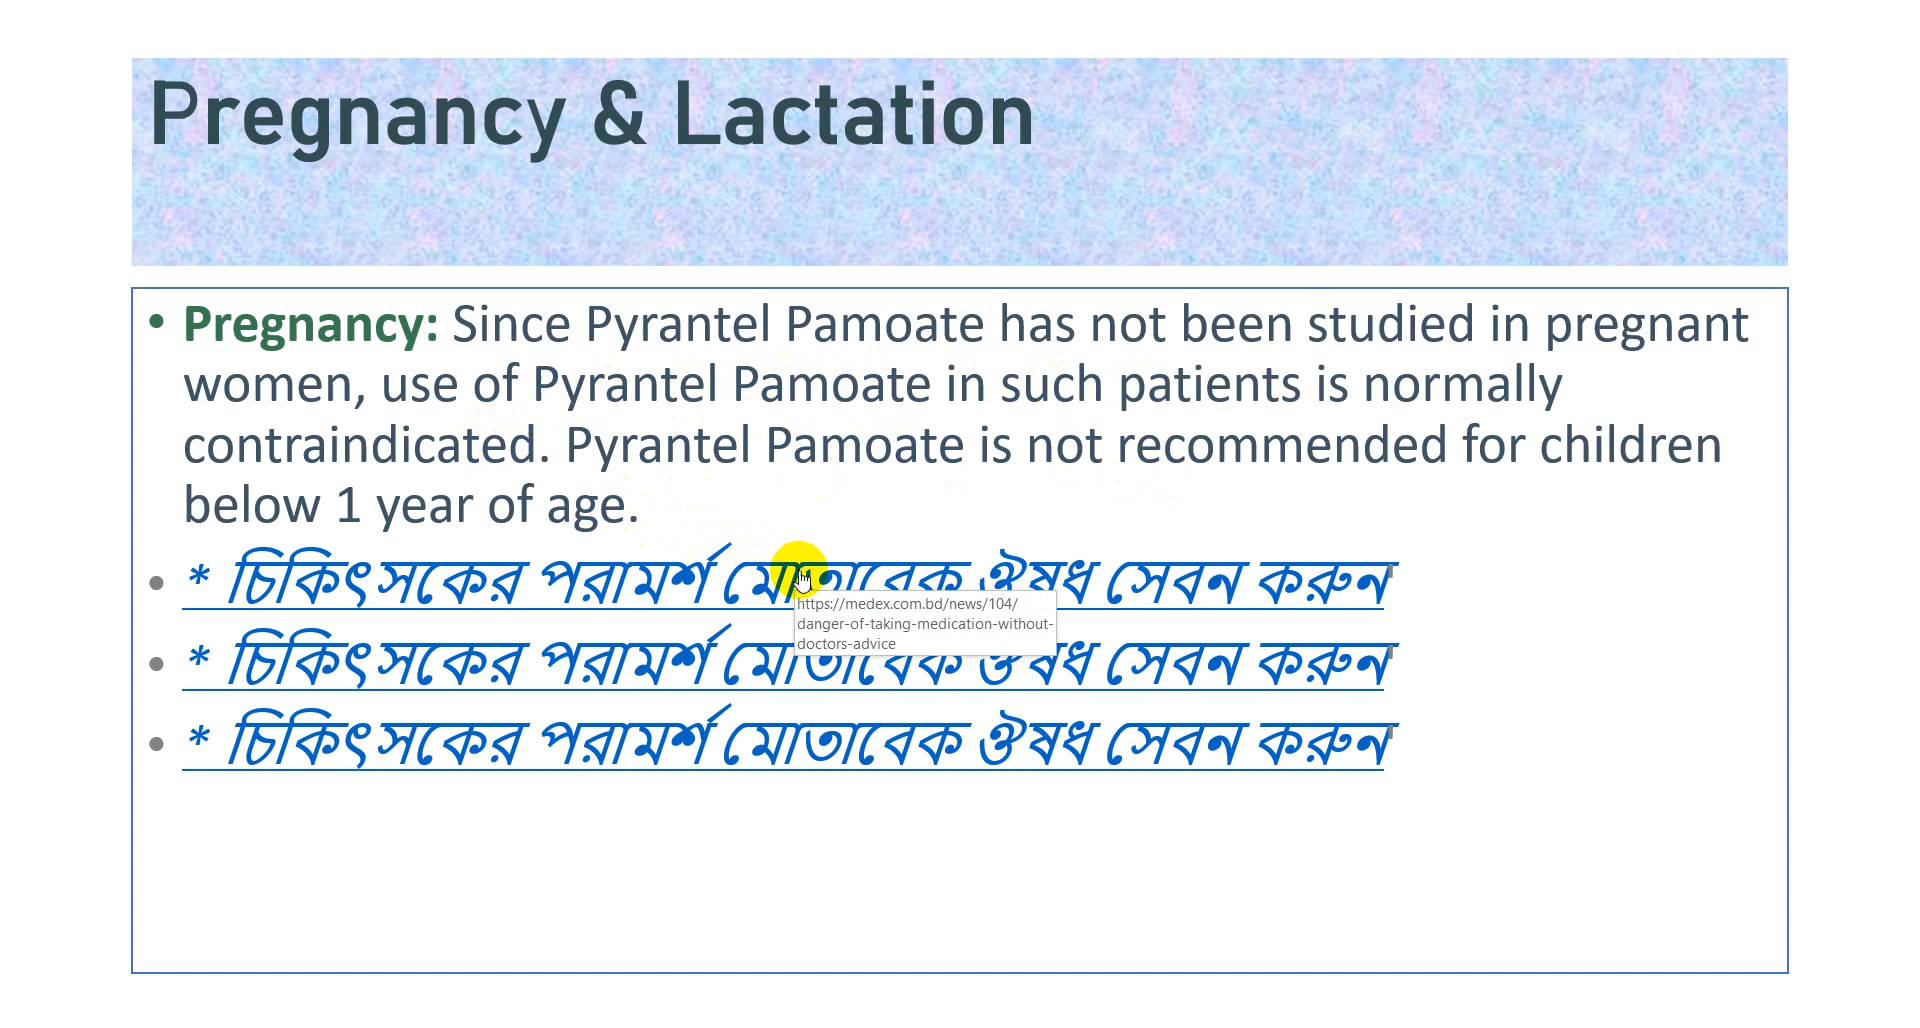 Pregnancy & Lactation
• Pregnancy: Since Pyrantel Pamoate has not been studied in pregnant
women, use of Pyrantel Pamoate in such patients is normally
contraindicated. Pyrantel Pamoate is not recommended for children
below 1 year of age.
• * চিকিৎসকের পরামর্শ মোতাবেক ঔষধ সেবন করুন'
https://medex.com.bd/news/104/
danger-of-taking-medication-without-
doctors-advice
• * চিকিৎসকের পরামর্শ মোতাবেক ঔষধ সেবন করুন'
• * চিকিৎসকের পরামর্শ মোতাবেক ঔষধ সেবন করুন'